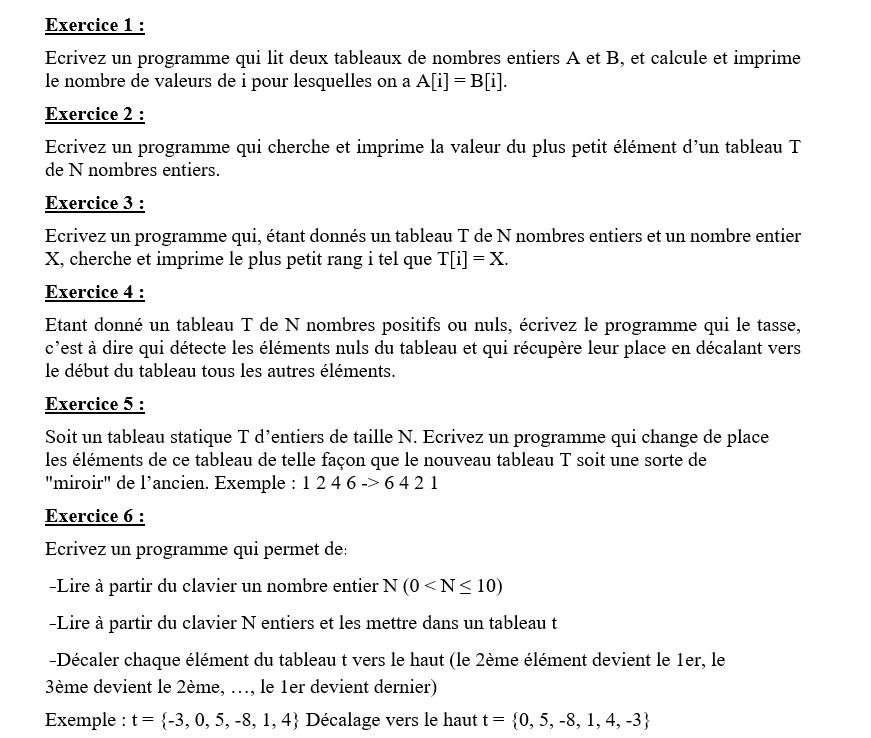 Exercice 1 :
Ecrivez un programme qui lit deux tableaux de nombres entiers A et B, et calcule et imprime
le nombre de valeurs de i pour lesquelles on a A[i] = B[i].
Exercice 2 :
Ecrivez un programme qui cherche et imprime la valeur du plus petit élément d’un tableau T
de N nombres entiers.
Exercice 3 :
Ecrivez un programme qui, étant donnés un tableau T de N nombres entiers et un nombre entier
X, cherche et imprime le plus petit rang i tel que T[i] = X.
Exercice 4 :
Etant donné un tableau T de N nombres positifs ou nuls, écrivez le programme qui le tasse,
c’est à dire qui détecte les éléments nuls du tableau et qui récupère leur place en décalant vers
le début du tableau tous les autres éléments.
Exercice 5 :
Soit un tableau statique T d’entiers de taille N. Ecrivez un programme qui change de place
les éléments de ce tableau de telle façon que le nouveau tableau T soit une sorte de
"miroir" de l’ancien. Exemple : 1 2 4 6 -> 6 4 2 1
Exercice 6 :
Ecrivez un programme qui permet de:
-Lire à partir du clavier un nombre entier N (0 < N ≤ 10)
-Lire à partir du clavier N entiers et les mettre dans un tableau t
-Décaler chaque élément du tableau t vers le haut (le 2ème élément devient le 1er, le
3ème devient le 2ème, …, le 1er devient dernier)
Exemple : t = {-3, 0, 5, -8, 1, 4} Décalage vers le haut t = {0, 5, -8, 1, 4, -3}